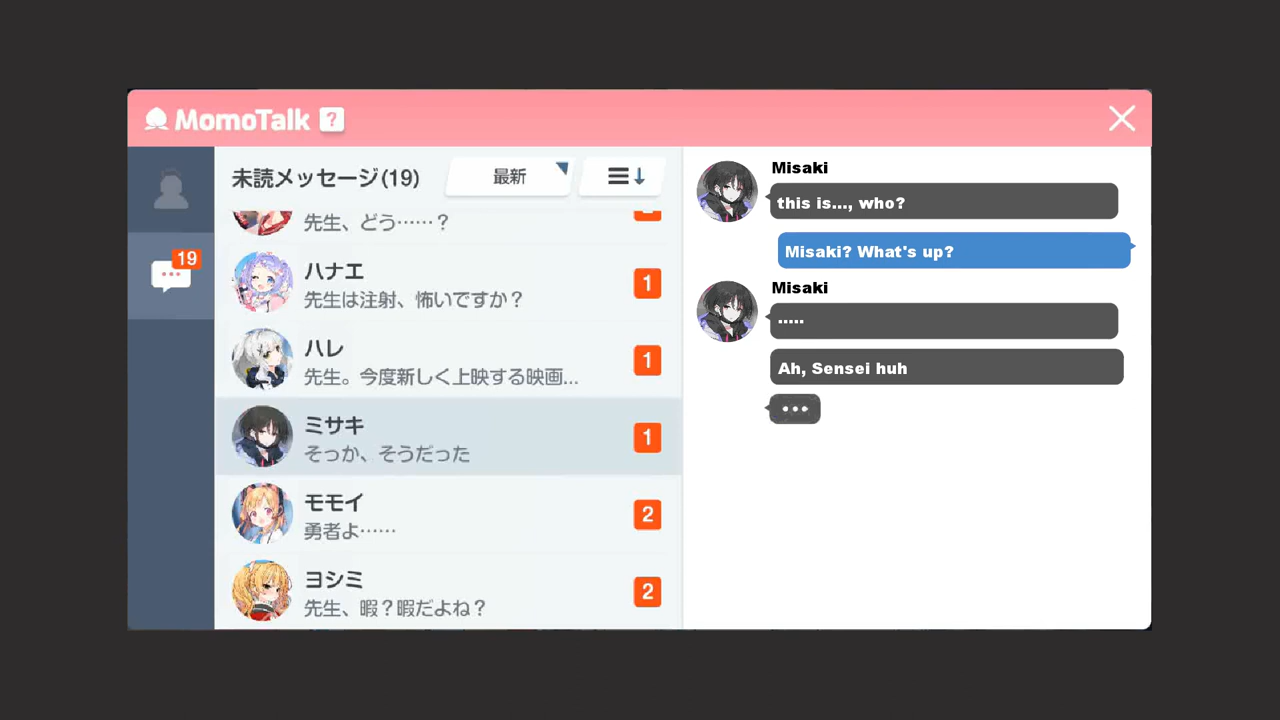 MomoTalk ?
19
未読メッセージ(19)
最新
先生、どう……？
ハナエ
先生は注射、怖いですか？
1
ハレ
先生。今度新しく上映する映画...
1
ミサキ
そっか、そうだった
1
モモイ
勇者よ……
2
ヨシミ
先生、暇？暇だよね？
2
Misaki
this is..., who?
Misaki? What's up?
Misaki
.....
Ah, Sensei huh
...